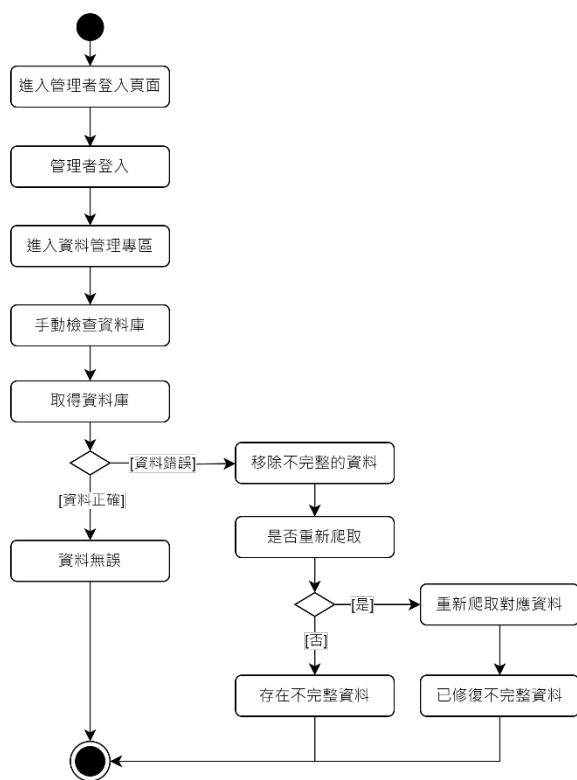 進入管理者登入頁面
管理者登入
進入資料管理專區
手動檢查資料庫
取得資料庫
[資料錯誤]
移除不完整的資料
[資料正確]
資料無誤
是否重新爬取
[是]
重新爬取對應資料
[否]
存在不完整資料
已修復不完整資料